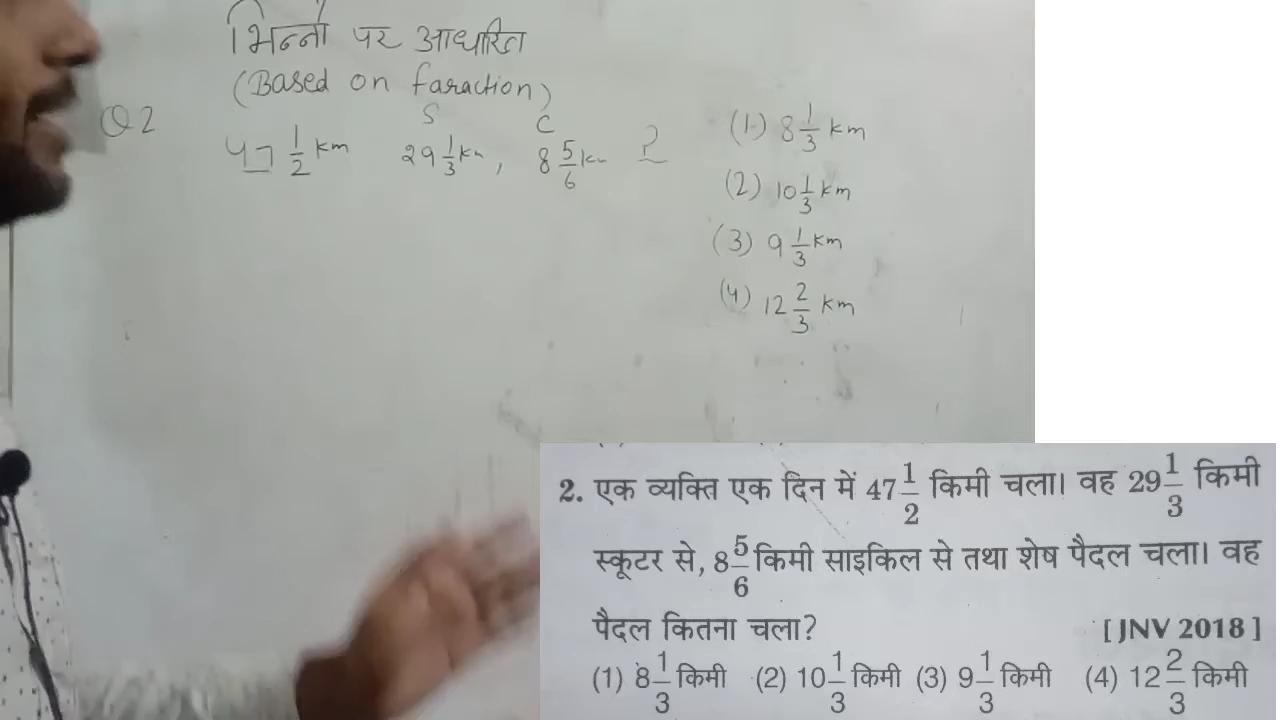 भिन्नो पर आधारित
(Based on faraction)
Q2
S C
47 1/2 km 29 1/3 km, 8 5/6 km ?
(1) 8 1/3 km
(2) 10 1/3 km
(3) 9 1/3 km
(4) 12 2/3 km
2. एक व्यक्ति एक दिन में 47 1/2 किमी चला। वह 29 1/3 किमी
स्कूटर से, 8 5/6 किमी साइकिल से तथा शेष पैदल चला। वह
पैदल कितना चला? [JNV 2018]
(1) 8 1/3 किमी (2) 10 1/3 किमी (3) 9 1/3 किमी (4) 12 2/3 किमी